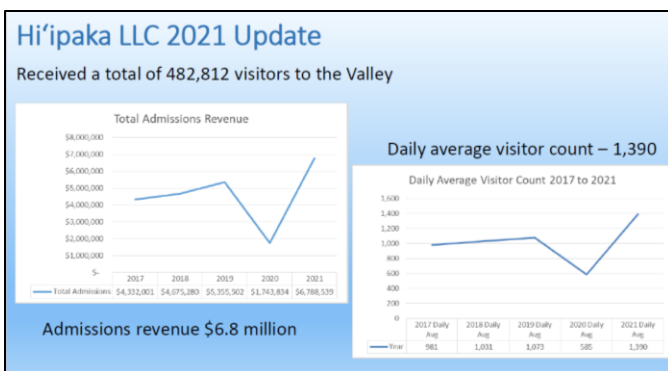 Hi‘ipaka LLC 2021 Update
Received a total of 482,812 visitors to the Valley
Total Admissions Revenue
$8,000,000
$7,000,000
$6,000,000
$5,000,000
$4,000,000
$3,000,000
$2,000,000
$1,000,000
$-
2017 2018 2019 2020 2021
Total Admissions $4,332,001 $4,675,280 $5,355,502 $1,743,834 $6,788,539
Admissions revenue $6.8 million
Daily average visitor count – 1,390
Daily Average Visitor Count 2017 to 2021
1,600
1,400
1,200
1,000
800
600
400
200
0
2017 Daily Avg 2018 Daily Avg 2019 Daily Avg 2020 Daily Avg 2021 Daily Avg
Year 981 1,031 1,073 585 1,390